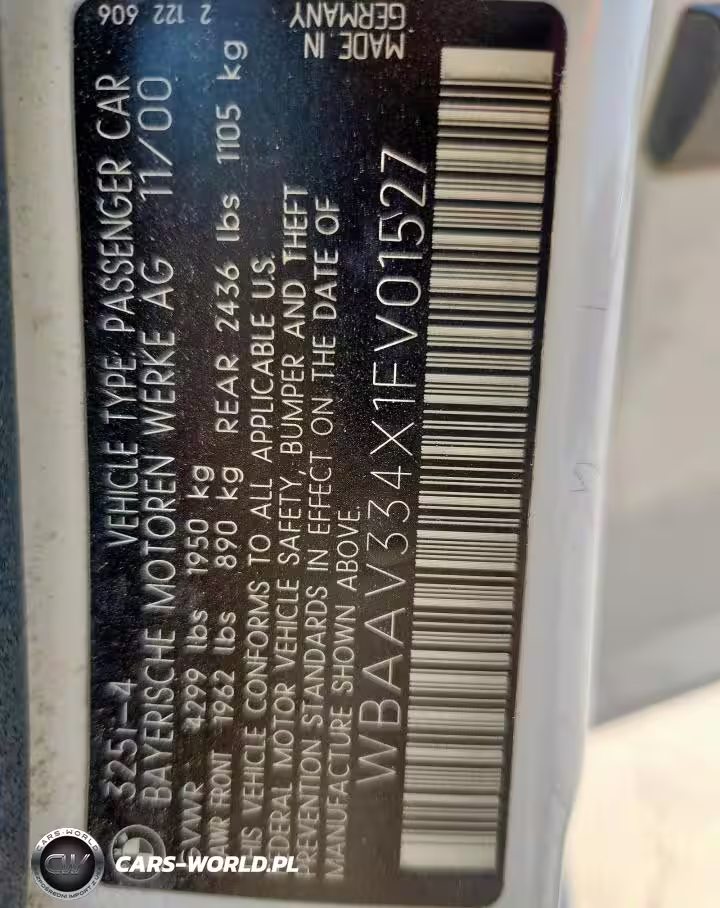 325i-4 VEHICLE TYPE: PASSENGER CAR
BAYERISCHE MOTOREN WERKE AG 11/00
GVWR 4299 lbs 1950 kg
GAWR FRONT 1962 lbs 890 kg REAR 2436 lbs 1105 kg
THIS VEHICLE CONFORMS TO ALL APPLICABLE U.S.
FEDERAL MOTOR VEHICLE SAFETY, BUMPER AND THEFT
PREVENTION STANDARDS IN EFFECT ON THE DATE OF
MANUFACTURE SHOWN ABOVE.
WBAAV334X1FV01527
2 122 606
MADE IN
GERMANY
CARS-WORLD
CW
CARS-WORLD.PL